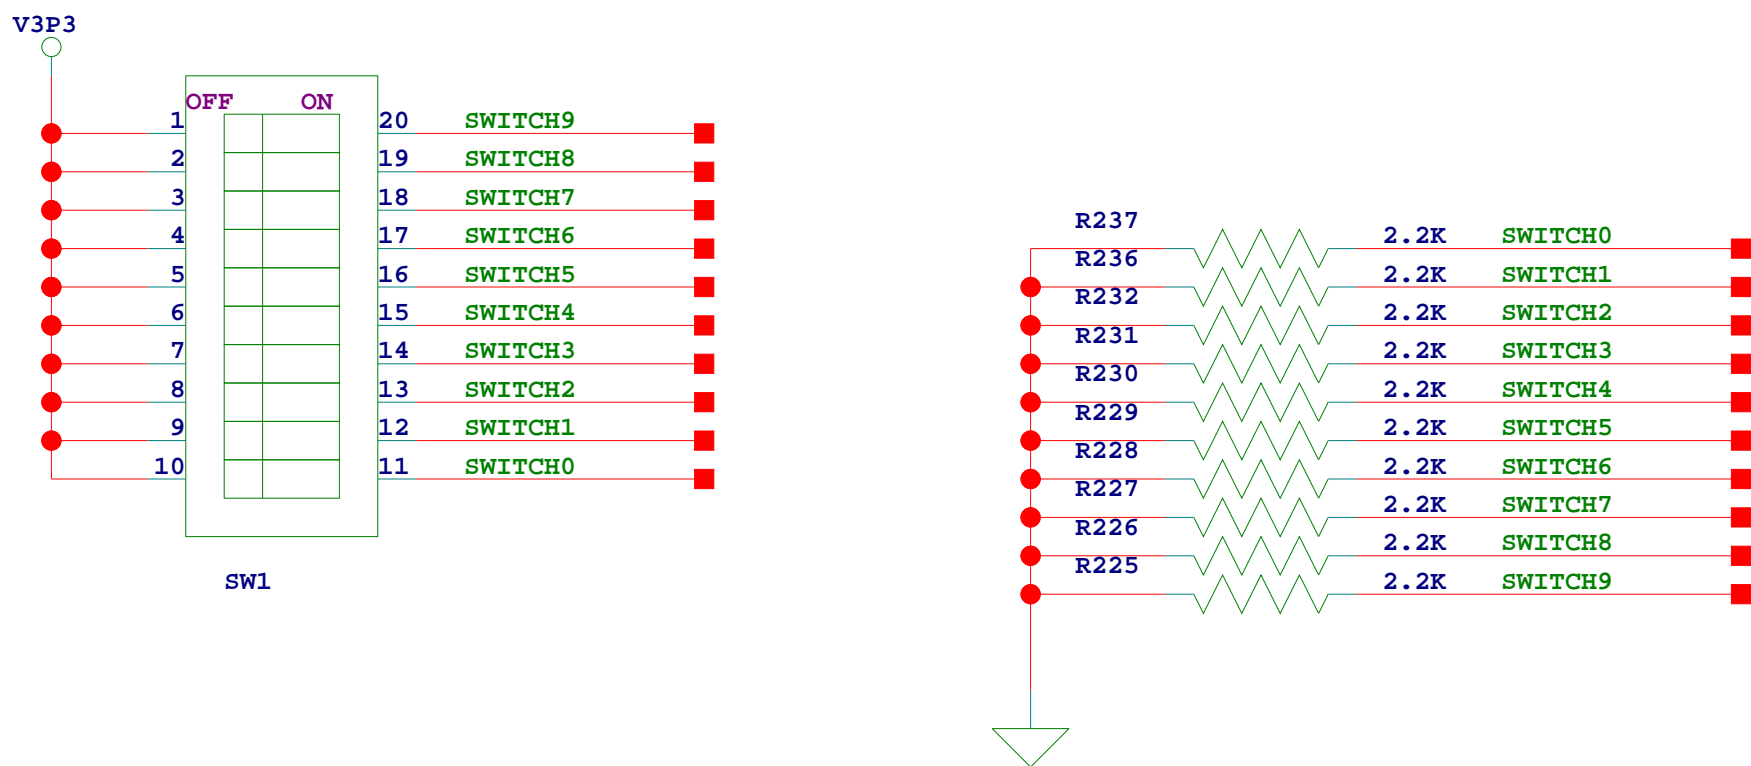 V3P3
OFF ON
1 20 SWITCH9
2 19 SWITCH8
3 18 SWITCH7
4 17 SWITCH6
5 16 SWITCH5
6 15 SWITCH4
7 14 SWITCH3
8 13 SWITCH2
9 12 SWITCH1
10 11 SWITCH0
SW1
R237 2.2K SWITCH0
R236 2.2K SWITCH1
R232 2.2K SWITCH2
R231 2.2K SWITCH3
R230 2.2K SWITCH4
R229 2.2K SWITCH5
R228 2.2K SWITCH6
R227 2.2K SWITCH7
R226 2.2K SWITCH8
R225 2.2K SWITCH9